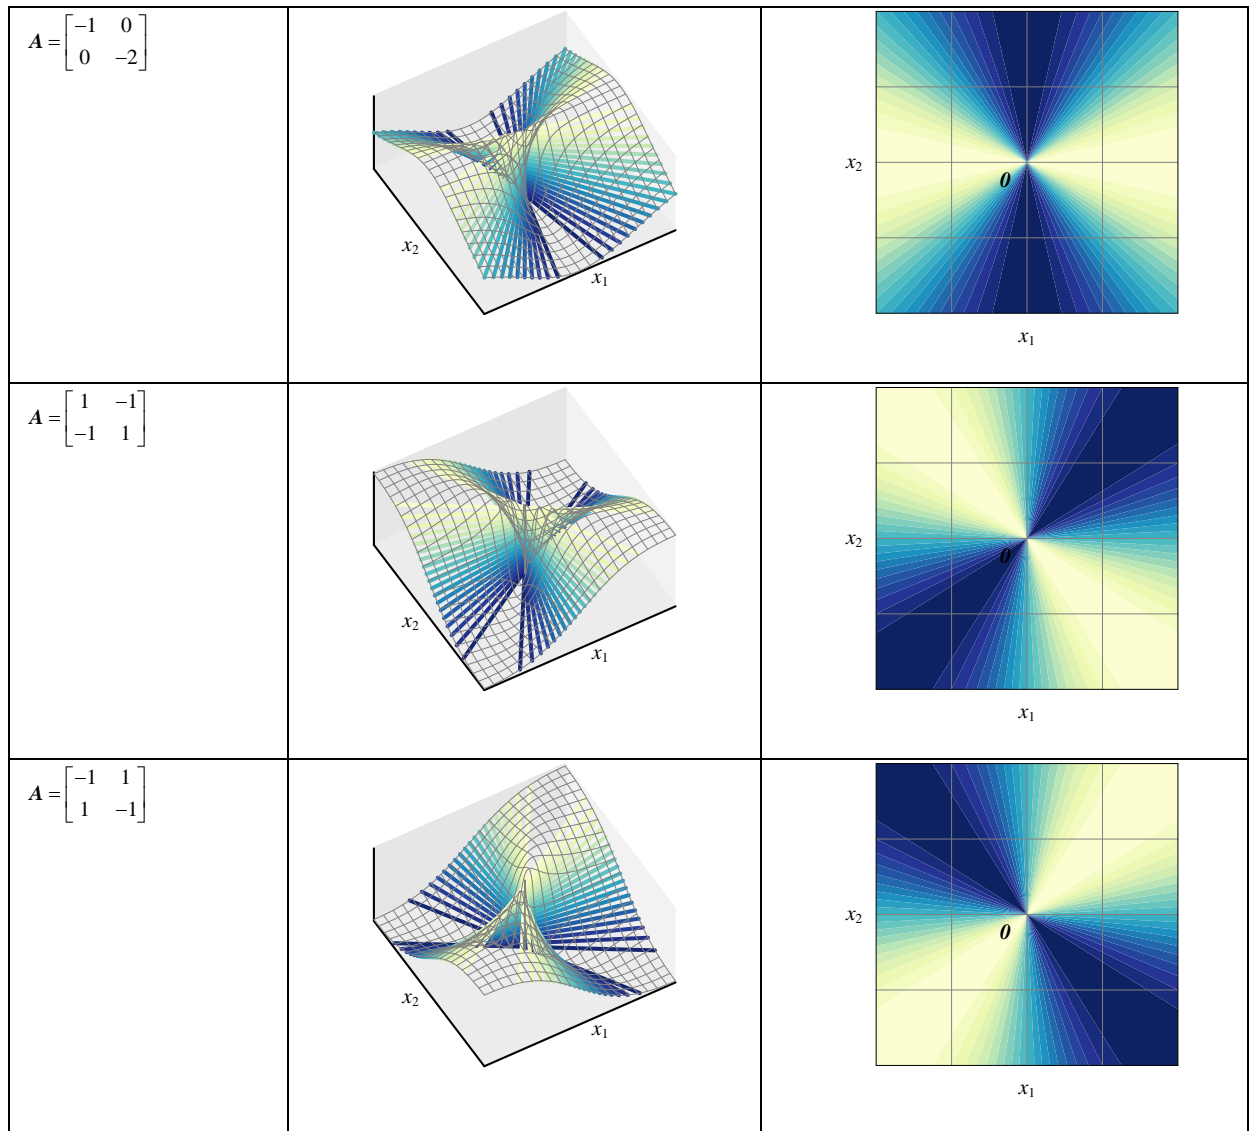 A = [ −1 0
0 −2 ]
x₂
x₁
x₂
0
x₁
A = [ 1 −1
−1 1 ]
x₂
x₁
x₂
0
x₁
A = [ −1 1
1 −1 ]
x₂
x₁
x₂
0
x₁